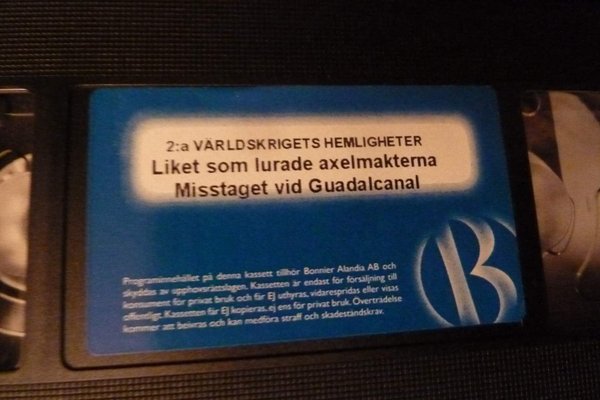 2:a VÄRLDSKRIGETS HEMLIGHETER
Liket som lurade axelmakterna
Misstaget vid Guadalcanal
Programinnehållet på denna kassett tillhör Bonnier Alandia AB och
skyddas av upphovsrättslagen. Kassetten är endast för försäljning till
konsument för privat bruk och får EJ uthyras, vidarespridas eller visas
offentligt. Kassetten får EJ kopieras, ej ens för privat bruk. Överträdelse
kommer att beivras och kan medföra straff och skadeståndskrav.
B